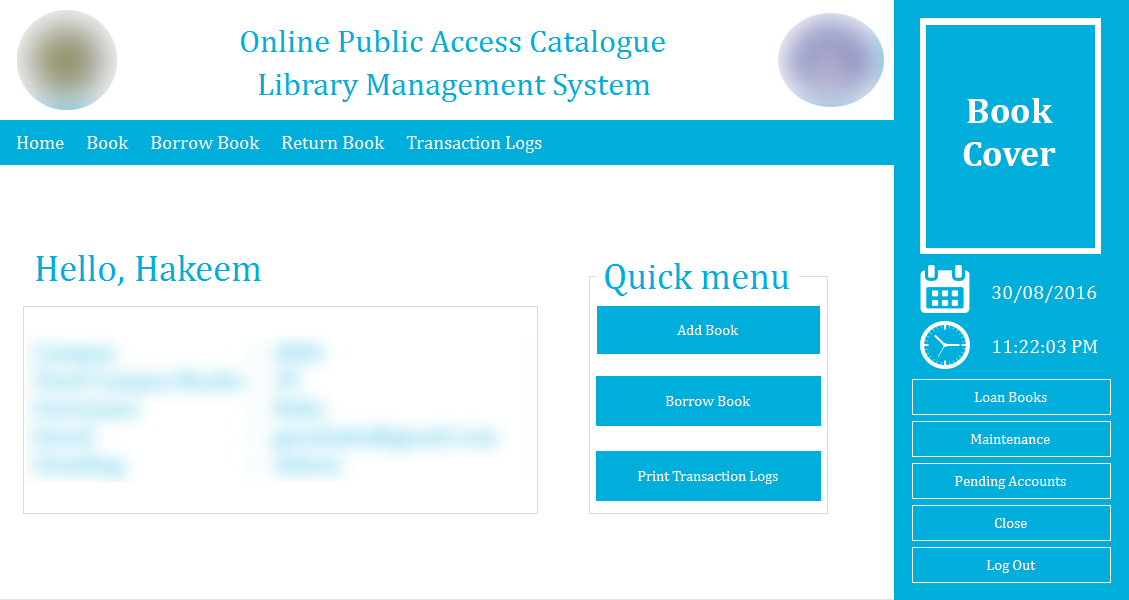 Online Public Access Catalogue
Library Management System
Home Book Borrow Book Return Book Transaction Logs
Hello, Hakeem
Quick menu
Add Book
Borrow Book
Print Transaction Logs
Book
Cover
30/08/2016
11:22:03 PM
Loan Books
Maintenance
Pending Accounts
Close
Log Out